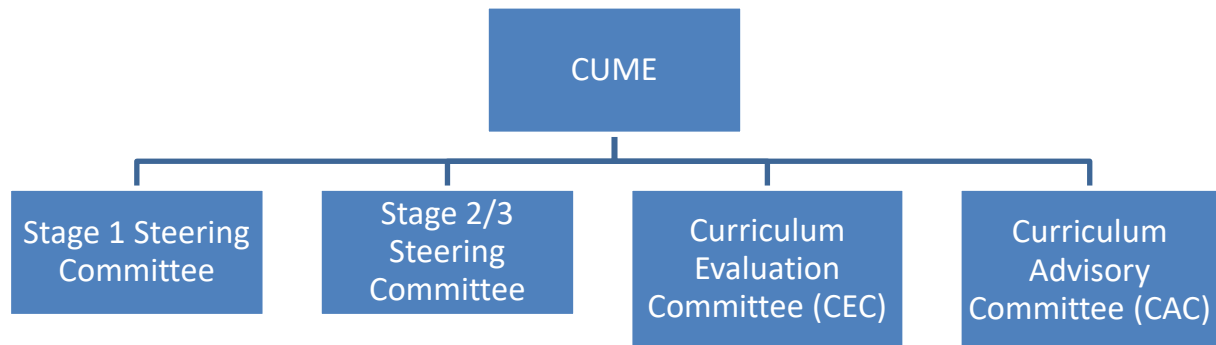 CUME
Stage 1 Steering
Committee
Stage 2/3
Steering
Committee
Curriculum
Evaluation
Committee (CEC)
Curriculum
Advisory
Committee (CAC)